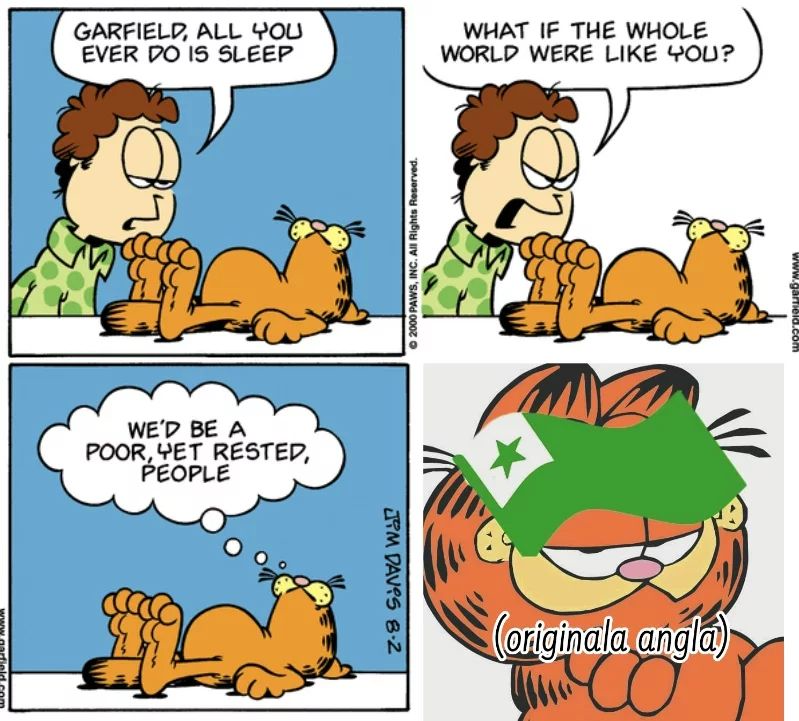 GARFIELD, ALL YOU
EVER DO IS SLEEP
WHAT IF THE WHOLE
WORLD WERE LIKE YOU?
© 2000 PAWS, INC. All Rights Reserved.
www.garfield.com
WE'D BE A
POOR, YET RESTED,
PEOPLE
JIM DAVIS 8-2
www.garfield.com
(originala angla)